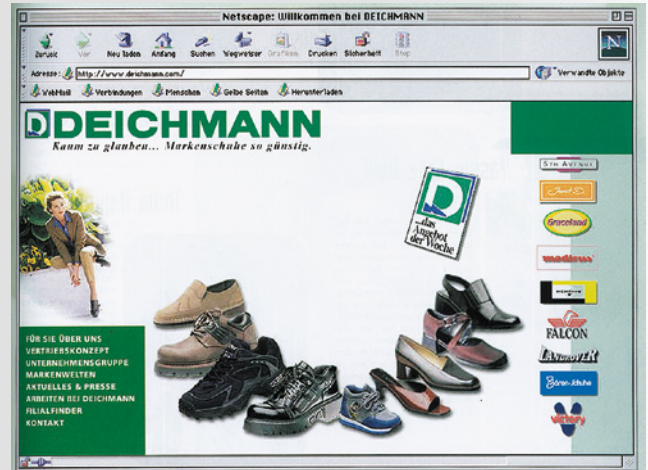 Netscape: Willkommen bei DEICHMANN
Zurück Vor Neu laden Anfang Suchen Wegweiser Grafiken Drucken Sicherheit Stop
N
Adresse: http://www.deichmann.com/
Verwandte Objekte
WebMail Verbindungen Menschen Gelbe Seiten Herunterladen
DEICHMANN
Kaum zu glauben... Markenschuhe so günstig.
D
...das
Angebot
der Woche
5TH AVENUE
Graceland
medicus
FALCON
LANDROVER
Bären-Schuhe
victory
FÜR SIE ÜBER UNS
VERTRIEBSKONZEPT
UNTERNEHMENSGRUPPE
MARKENWELTEN
AKTUELLES & PRESSE
ARBEITEN BEI DEICHMANN
FILIALFINDER
KONTAKT